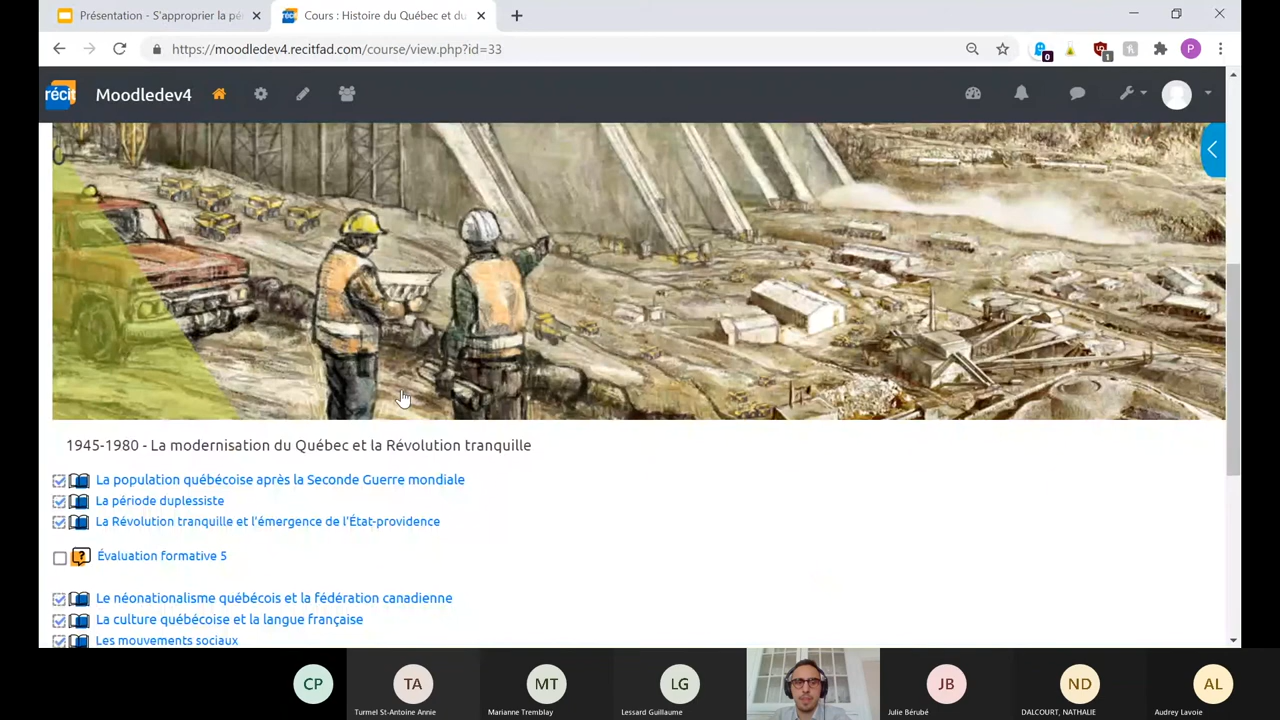 Présentation - S'approprier la pé
Cours : Histoire du Québec et du
https://moodledev4.recitfad.com/course/view.php?id=33
0
1
P
récit
Moodledev4
1945-1980 - La modernisation du Québec et la Révolution tranquille
La population québécoise après la Seconde Guerre mondiale
La période duplessiste
La Révolution tranquille et l'émergence de l'État-providence
Évaluation formative 5
Le néonationalisme québécois et la fédération canadienne
La culture québécoise et la langue française
Les mouvements sociaux
CP
TA
MT
LG
JB
ND
AL
Turmel St-Antoine Annie
Marianne Tremblay
Lessard Guillaume
Julie Bérubé
DALCOURT, NATHALIE
Audrey Lavoie